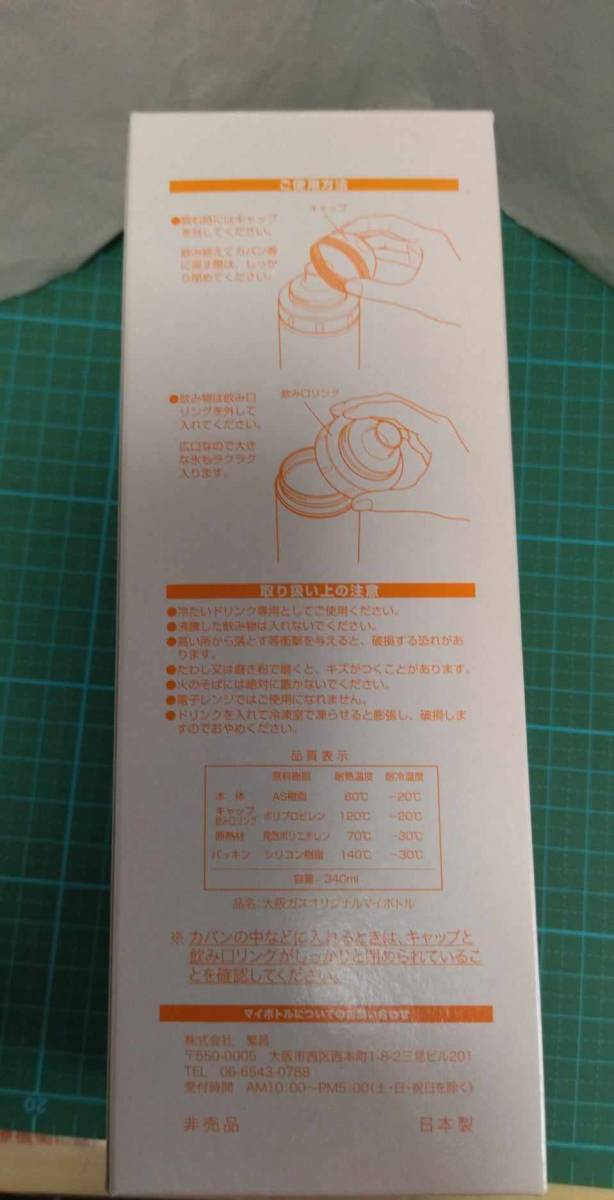 ご使用方法
キャップ
●飲む時にはキャップ
を外してください。
飲み終えてカバン等
に戻す際は、しっか
り閉めてください。
●飲み物は飲み口
リングを外して
入れてください。
広口なので大き
な氷もラクラク
入ります。
飲み口リング
取り扱い上の注意
●冷たいドリンク専用としてご使用ください。
●沸騰した飲み物は入れないでください。
●高い所から落とす等衝撃を与えると、破損する恐れがあ
ります。
●たわし又は磨き粉で磨くと、キズがつくことがあります。
●火のそばには絶対に置かないでください。
●電子レンジではご使用になれません。
●ドリンクを入れて冷凍室で凍らせると膨張し、破損しま
すのでおやめください。
品質表示
原料樹脂 耐熱温度 耐冷温度
本体 AS樹脂 80℃ -20℃
キャップ
飲み口リング ポリプロピレン 120℃ -20℃
断熱材 発泡ポリエチレン 70℃ -30℃
パッキン シリコン樹脂 140℃ -30℃
容量/340ml
品名:大阪ガスオリジナルマイボトル
※ カバンの中などに入れるときは、キャップと
飲み口リングがしっかりと閉められているこ
とを確認してください。
マイボトルについてのお問い合わせ
株式会社 繁昌
〒550-0005 大阪市西区西本町1-8-2三晃ビル201
TEL 06-6543-0788
受付時間 AM10:00〜PM5:00(土・日・祝日を除く)
非売品 日本製
20